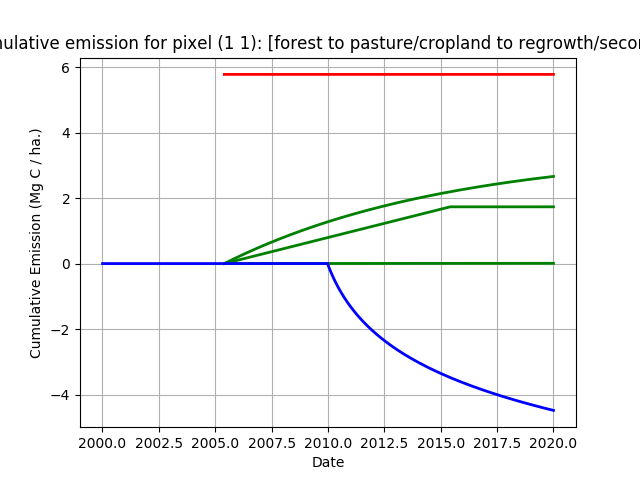 ulative emission for pixel (1 1): [forest to pasture/cropland to regrowth/secon
6
4
2
0
−2
−4
Cumulative Emission (Mg C / ha.)
2000.0 2002.5 2005.0 2007.5 2010.0 2012.5 2015.0 2017.5 2020.0
Date